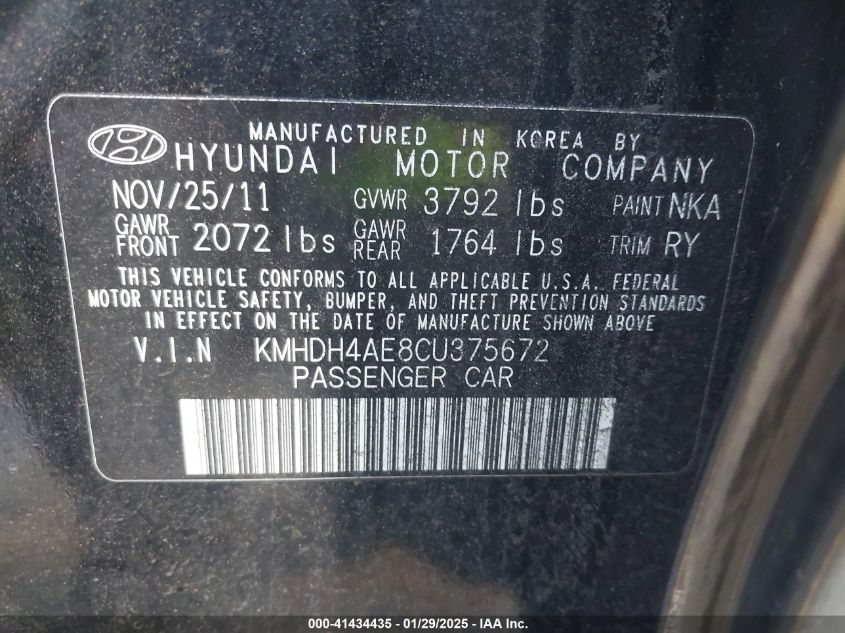 MANUFACTURED IN KOREA BY
HYUNDAI MOTOR COMPANY
NOV/25/11 GVWR 3792 lbs PAINT NKA
GAWR FRONT 2072 lbs GAWR REAR 1764 lbs TRIM RY
THIS VEHICLE CONFORMS TO ALL APPLICABLE U.S.A. FEDERAL
MOTOR VEHICLE SAFETY, BUMPER, AND THEFT PREVENTION STANDARDS
IN EFFECT ON THE DATE OF MANUFACTURE SHOWN ABOVE
V.I.N KMHDH4AE8CU375672
PASSENGER CAR
000-41434435 - 01/29/2025 - IAA Inc.